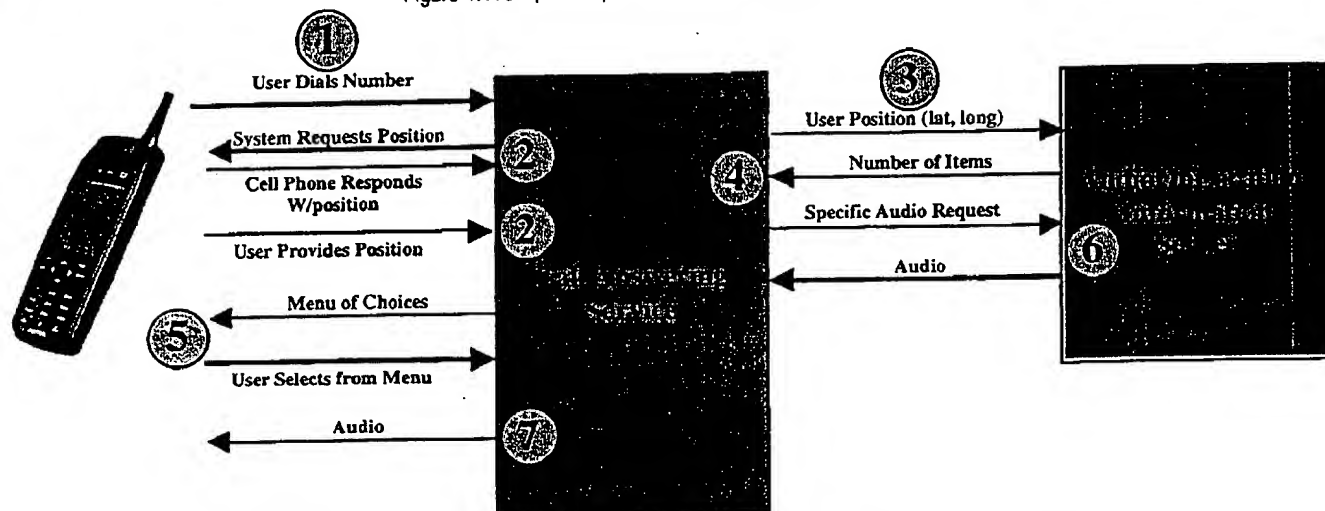 1
User Dials Number
System Requests Position
2
Cell Phone Responds
W/position
2
User Provides Position
Menu of Choices
5
User Selects from Menu
Audio
7
3
User Position (lat, long)
4
Number of Items
Specific Audio Request
6
Audio